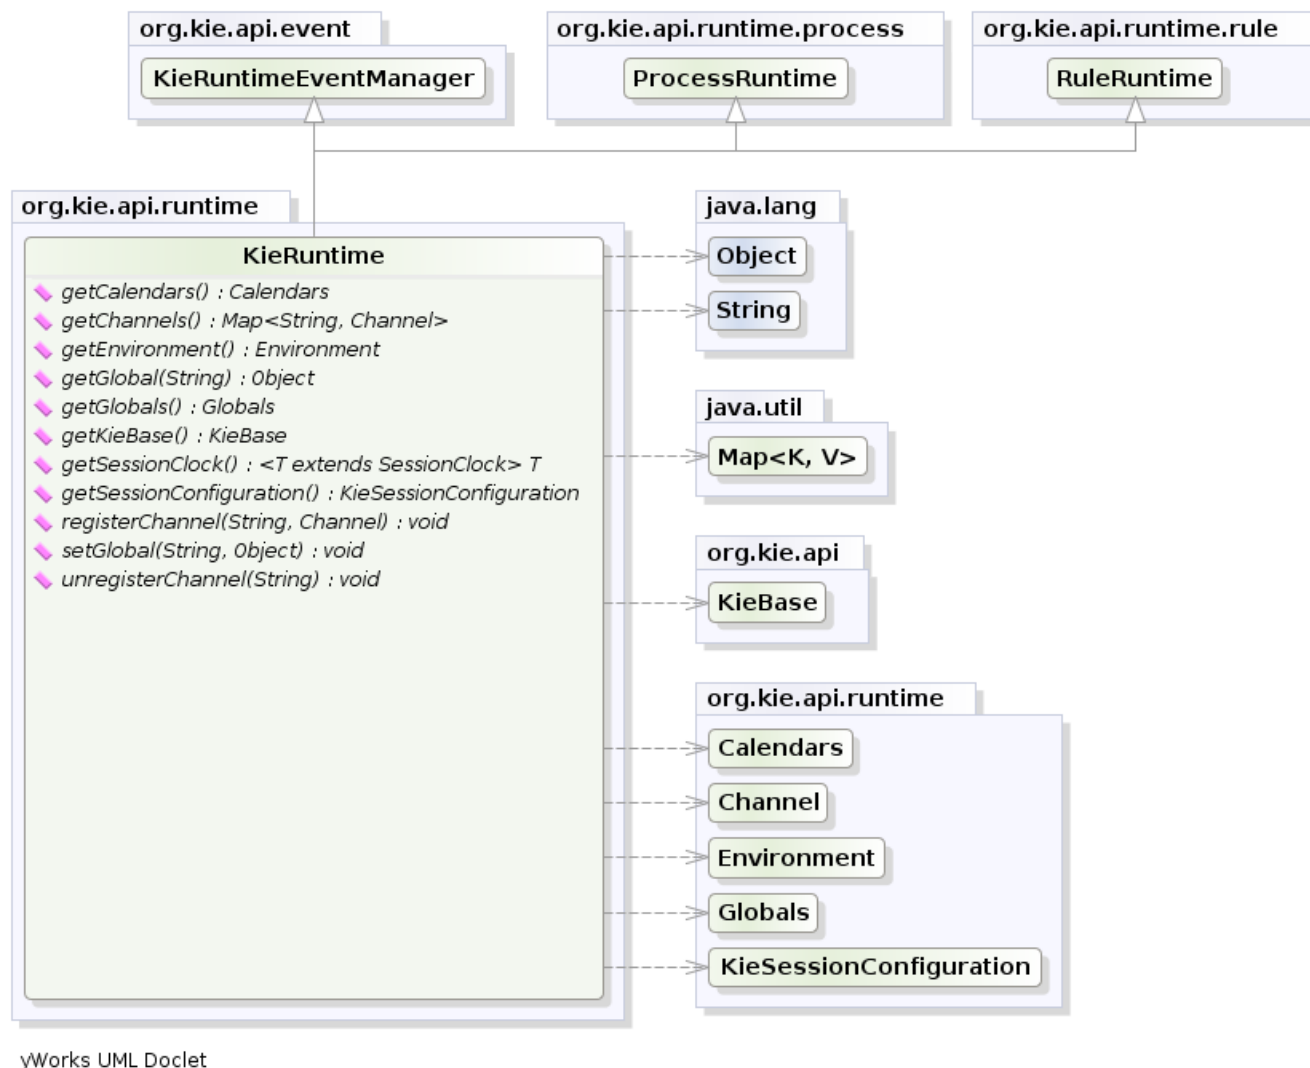 org.kie.api.event
KieRuntimeEventManager
org.kie.api.runtime.process
ProcessRuntime
org.kie.api.runtime.rule
RuleRuntime
org.kie.api.runtime
KieRuntime
getCalendars() : Calendars
getChannels() : Map<String, Channel>
getEnvironment() : Environment
getGlobal(String) : Object
getGlobals() : Globals
getKieBase() : KieBase
getSessionClock() : <T extends SessionClock> T
getSessionConfiguration() : KieSessionConfiguration
registerChannel(String, Channel) : void
setGlobal(String, Object) : void
unregisterChannel(String) : void
java.lang
Object
String
java.util
Map<K, V>
org.kie.api
KieBase
org.kie.api.runtime
Calendars
Channel
Environment
Globals
KieSessionConfiguration
yWorks UML Doclet